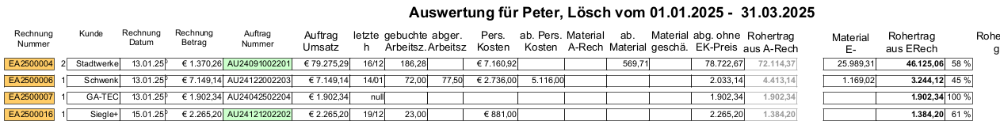 Auswertung für Peter, Lösch vom 01.01.2025 - 31.03.2025
Rechnung Nummer Kunde Rechnung Datum Rechnung Betrag Auftrag Nummer Auftrag Umsatz letzte h gebuchte Arbeitsz abger. Arbeitsz. Pers. Kosten ab. Pers. Kosten Material A-Rech ab. Material Material geschä. abg. ohne EK-Preis Rohertrag aus A-Rech Material E- Rohertrag aus ERech Rohe g
EA2500004 2 Stadtwerke 13.01.25 € 1.370,26 AU24091002201 € 79.275,29 16/12 186,28 € 7.160,92 569,71 78.722,67 72.114,37 25.989,31 46.125,06 58 %
EA2500006 1 Schwenk 13.01.25 € 7.149,14 AU24122002203 € 7.149,14 14/01 72,00 77,50 € 2.736,00 5.116,00 2.033,14 4.413,14 1.169,02 3.244,12 45 %
EA2500007 1 GA-TEC 13.01.25 € 1.902,34 AU24042502204 € 1.902,34 null 1.902,34 1.902,34 1.902,34 100 %
EA2500016 1 Siegle+ 15.01.25 € 2.265,20 AU24121202202 € 2.265,20 19/12 23,00 € 881,00 2.265,20 1.384,20 1.384,20 61 %